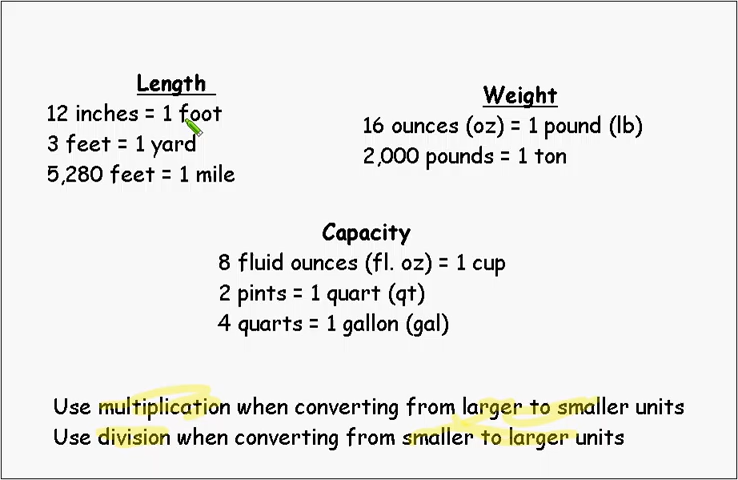 Length
12 inches = 1 foot
3 feet = 1 yard
5,280 feet = 1 mile
Weight
16 ounces (oz) = 1 pound (lb)
2,000 pounds = 1 ton
Capacity
8 fluid ounces (fl. oz) = 1 cup
2 pints = 1 quart (qt)
4 quarts = 1 gallon (gal)
Use multiplication when converting from larger to smaller units
Use division when converting from smaller to larger units